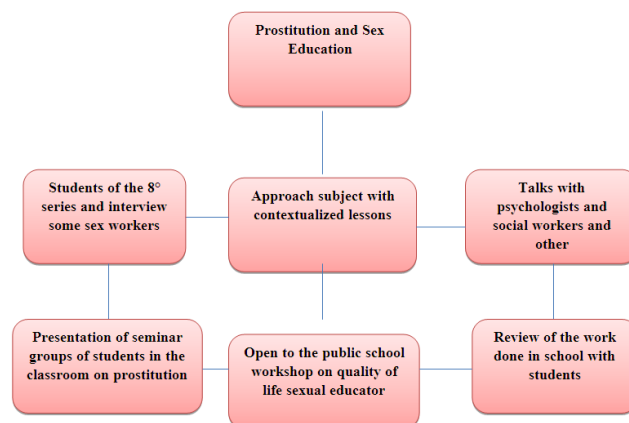 Prostitution and Sex
Education
Students of the 8°
series and interview
some sex workers
Approach subject with
contextualized lessons
Talks with
psychologists and
social workers and
other
Presentation of seminar
groups of students in the
classroom on prostitution
Open to the public school
workshop on quality of
life sexual educator
Review of the work
done in school with
students